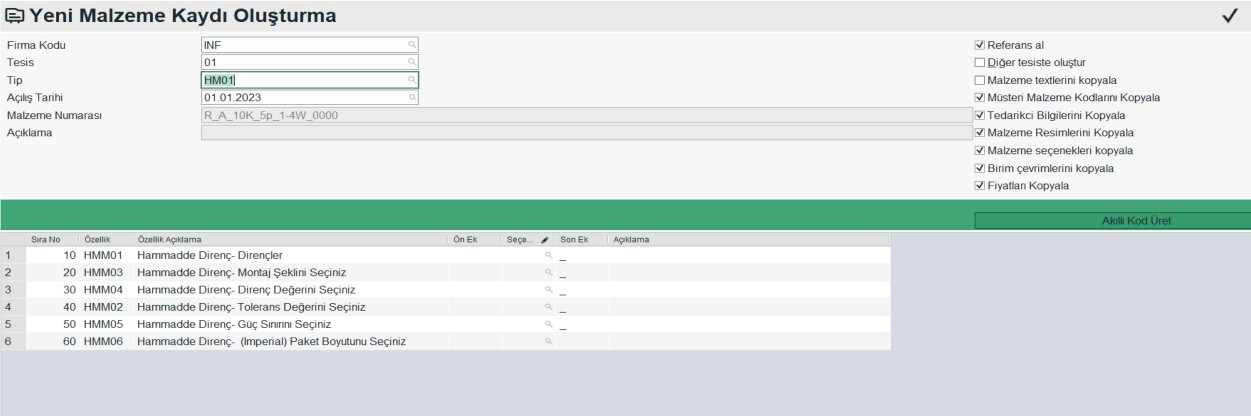 Yeni Malzeme Kaydı Oluşturma
Firma Kodu INF
Tesis 01
Tip HM01
Açılış Tarihi 01.01.2023
Malzeme Numarası R_A_10K_5p_1-4W_0000
Açıklama
Referans al
Diğer tesiste oluştur
Malzeme textlerini kopyala
Müsteri Malzeme Kodlarını Kopyala
Tedarikci Bilgilerini Kopyala
Malzeme Resimlerini Kopyala
Malzeme seçenekleri kopyala
Birim çevrimlerini kopyala
Fiyatları Kopyala
Akıllı Kod Üret
Sıra No Özellik Özellik Açıklama Ön Ek Seçe... Son Ek Açıklama
1 10 HMM01 Hammadde Direnç- Dirençler _
2 20 HMM03 Hammadde Direnç- Montaj Şeklini Seçiniz _
3 30 HMM04 Hammadde Direnç- Direnç Değerini Seçiniz _
4 40 HMM02 Hammadde Direnç- Tolerans Değerini Seçiniz _
5 50 HMM05 Hammadde Direnç- Güç Sınırını Seçiniz _
6 60 HMM06 Hammadde Direnç- (Imperial) Paket Boyutunu Seçiniz